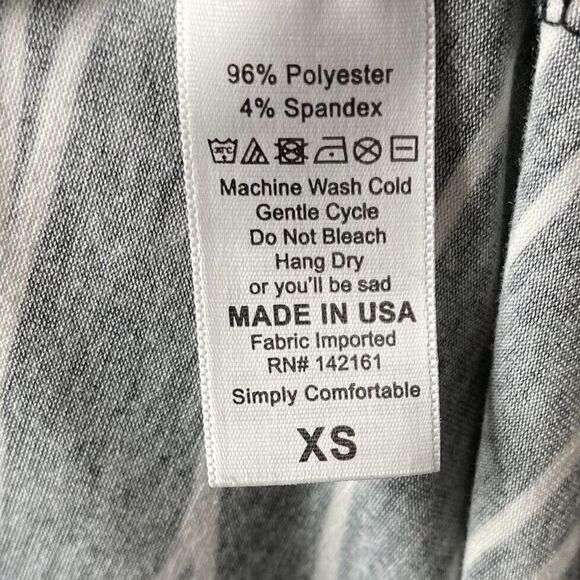 96% Polyester
4% Spandex
30°C
Machine Wash Cold
Gentle Cycle
Do Not Bleach
Hang Dry
or you'll be sad
MADE IN USA
Fabric Imported
RN# 142161
Simply Comfortable
XS